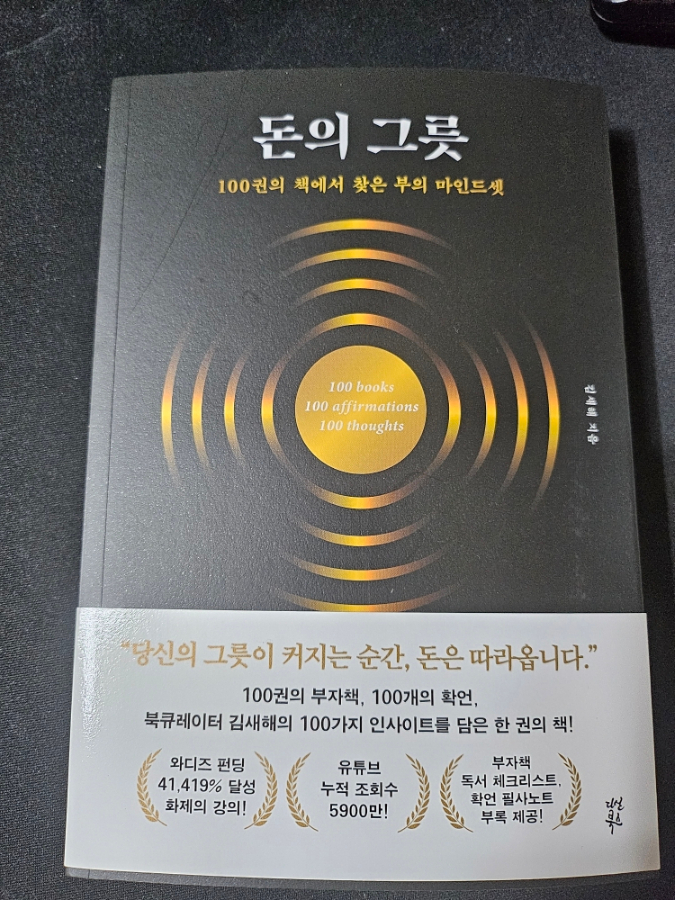 돈의 그릇
100권의 책에서 찾은 부의 마인드셋
100 books
100 affirmations
100 thoughts
김새해 지음
“당신의 그릇이 커지는 순간, 돈은 따라옵니다.”
100권의 부자책, 100개의 확언,
북큐레이터 김새해의 100가지 인사이트를 담은 한 권의 책!
와디즈 펀딩
41,419% 달성
화제의 강의!
유튜브
누적 조회수
5900만!
부자책
독서 체크리스트,
확언 필사노트
부록 제공!
다산
북스